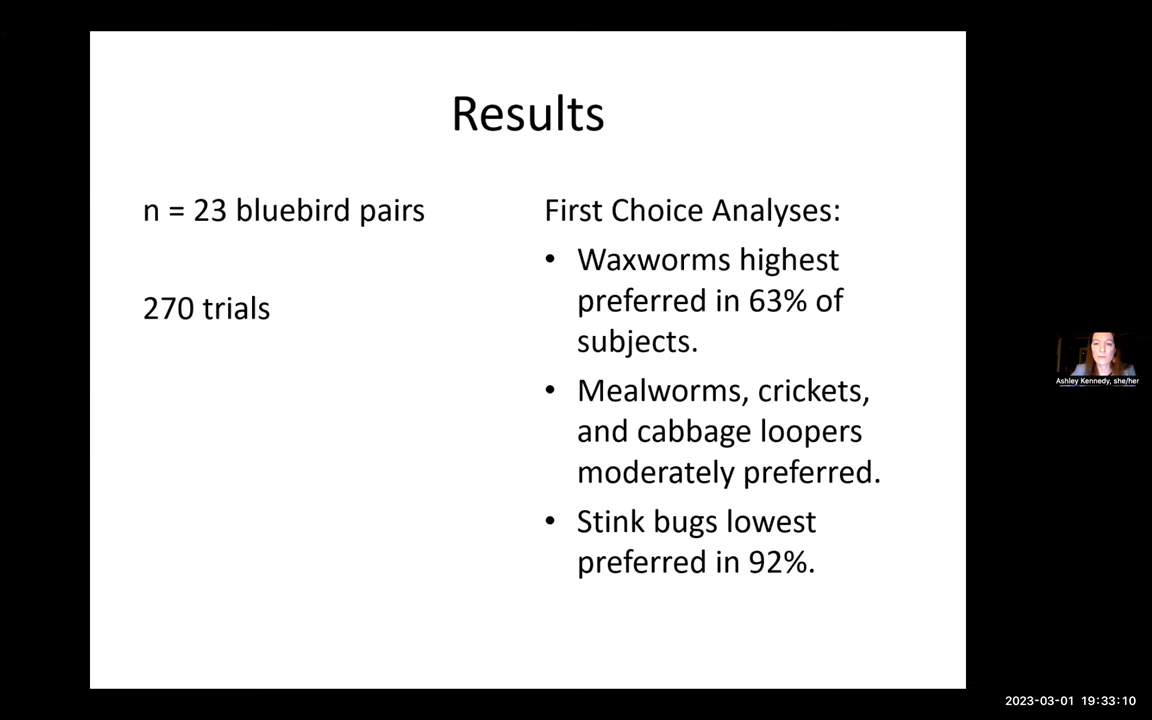 Results
n = 23 bluebird pairs
270 trials
First Choice Analyses:
• Waxworms highest
preferred in 63% of
subjects.
• Mealworms, crickets,
and cabbage loopers
moderately preferred.
• Stink bugs lowest
preferred in 92%.
Ashley Kennedy, she/her
2023-03-01 19:33:10